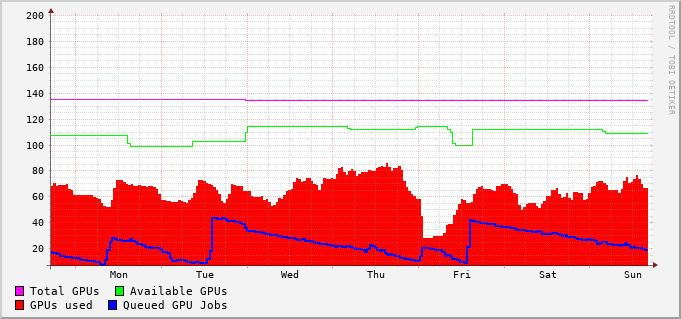 200
180
160
140
120
100
80
60
40
20
Mon Tue Wed Thu Fri Sat Sun
Total GPUs Available GPUs
GPUs used Queued GPU Jobs
RRDTOOL / TOBI OETIKER